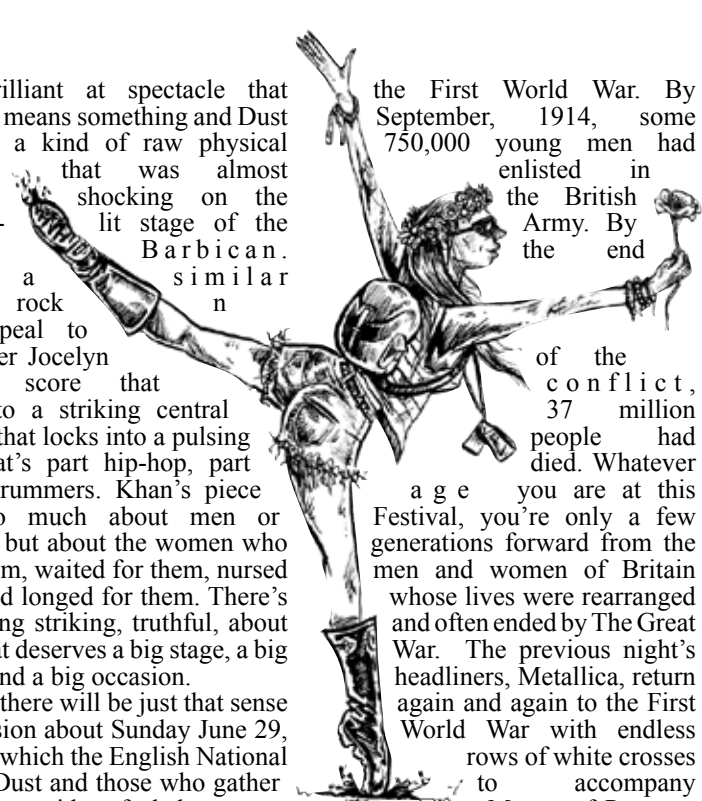 illiant at spectacle that
means something and Dust
a kind of raw physical
that was almost
shocking on the
- lit stage of the
Barbican.
a similar
rock n
peal to
er Jocelyn
score that
to a striking central
that locks into a pulsing
at's part hip-hop, part
rummers. Khan's piece
o much about men or
but about the women who
m, waited for them, nursed
d longed for them. There's
ng striking, truthful, about
at deserves a big stage, a big
nd a big occasion.
there will be just that sense
sion about Sunday June 29,
which the English National
Dust and those who gather
the First World War. By
September, 1914, some
750,000 young men had
enlisted in
the British
Army. By
the end
of the
conflict,
37 million
people had
died. Whatever
age you are at this
Festival, you're only a few
generations forward from the
men and women of Britain
whose lives were rearranged
and often ended by The Great
War. The previous night's
headliners, Metallica, return
again and again to the First
World War with endless
rows of white crosses
to accompany